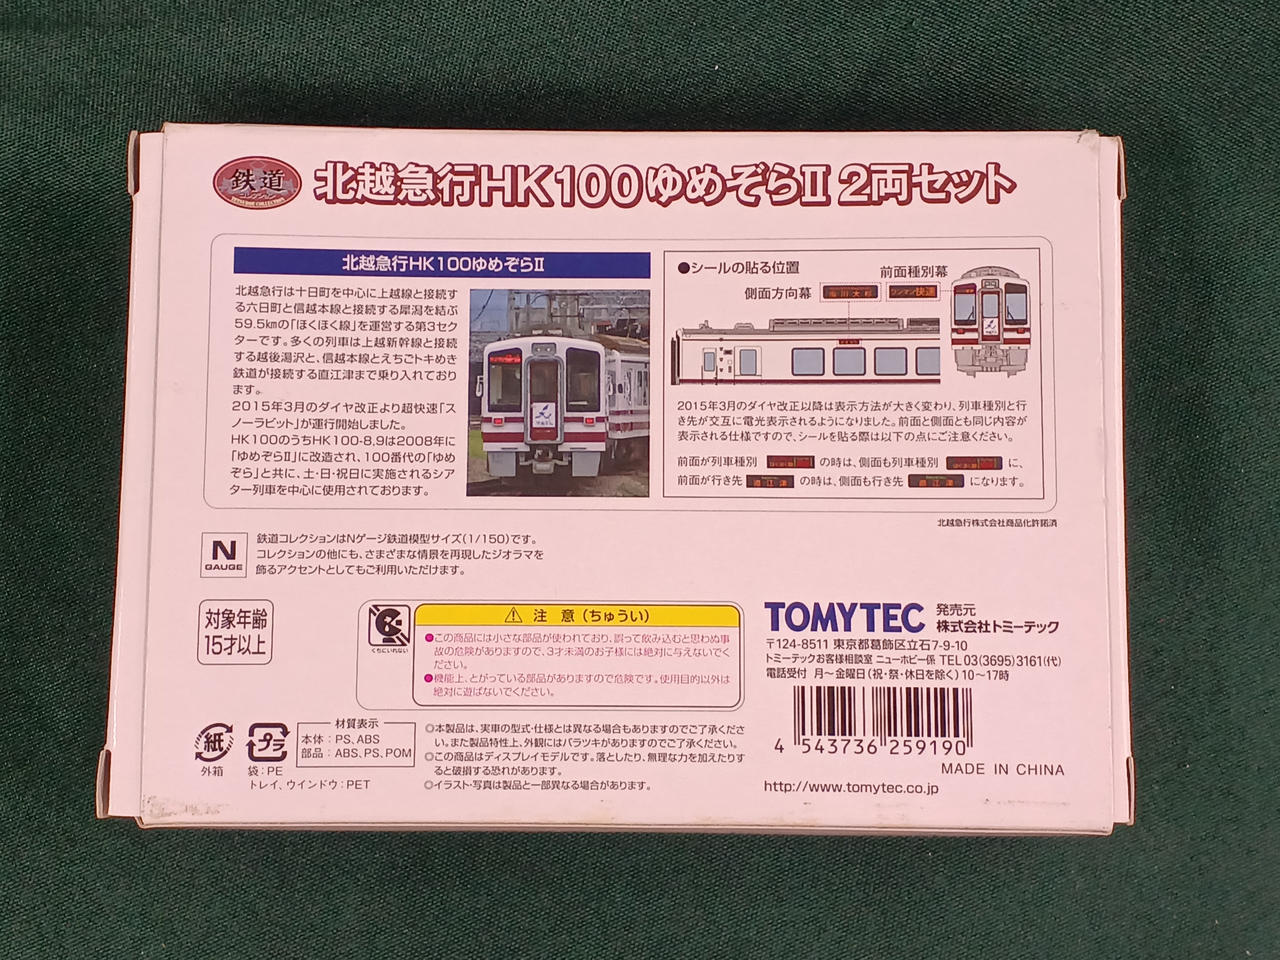 鉄道
コレクション
TETSUDOU COLLECTION
北越急行HK100ゆめぞらII 2両セット
北越急行HK100ゆめぞらII
北越急行は十日町を中心に上越線と接続す
る六日町と信越本線と接続する犀潟を結ぶ
59.5kmの「ほくほく線」を運営する第3セク
ターです。多くの列車は上越新幹線と接続
する越後湯沢と、信越本線とえちごトキめき
鉄道が接続する直江津まで乗り入れており
ます。
2015年3月のダイヤ改正より超快速「ス
ノーラビット」が運行開始しました。
HK100のうちHK100-8,9は2008年に
「ゆめぞらII」に改造され、100番代の「ゆめ
ぞら」と共に、土・日・祝日に実施されるシア
ター列車を中心に使用されております。
●シールの貼る位置
前面種別幕
側面方向幕
ワンマン 快速
2015年3月のダイヤ改正以降は表示方法が大きく変わり、列車種別と行
き先が交互に電光表示されるようになりました。前面と側面とも同じ内容が
表示される仕様ですので、シールを貼る際は以下の点にご注意ください。
前面が列車種別 の時は、側面も列車種別 に、
前面が行き先 直江津 の時は、側面も行き先 直江津 になります。
北越急行株式会社商品化許諾済
N
GAUGE
鉄道コレクションはNゲージ鉄道模型サイズ(1/150)です。
コレクションの他にも、さまざまな情景を再現したジオラマを
飾るアクセントとしてもご利用いただけます。
対象年齢
15才以上
くちにいれない
注 意 (ちゅうい)
●この商品には小さな部品が使われており、誤って飲み込むと思わぬ事
故の危険がありますので、3才未満のお子様には絶対に与えないでく
ださい。
●機能上、とがっている部品がありますので危険です。使用目的以外は
絶対に遊ばないでください。
TOMYTEC
発売元
株式会社トミーテック
〒124-8511 東京都葛飾区立石7-9-10
トミーテックお客様相談室 ニューホビー係 TEL 03(3695)3161(代)
電話受付 月〜金曜日(祝・祭・休日を除く)10〜17時
4 543736 259190
MADE IN CHINA
http://www.tomytec.co.jp
紙
外箱
プラ
袋:PE
トレイ、ウインドウ:PET
材質表示
本体:PS,ABS
部品:ABS,PS,POM
◎本製品は、実車の型式・仕様とは異なる場合もありますのでご了承くださ
い。また製品特性上、外観にはバラツキがありますのでご了承ください。
◎この商品はディスプレイモデルです。落としたり、無理な力を加えたりす
ると破損する恐れがあります。
◎イラスト・写真は製品と一部異なる場合があります。